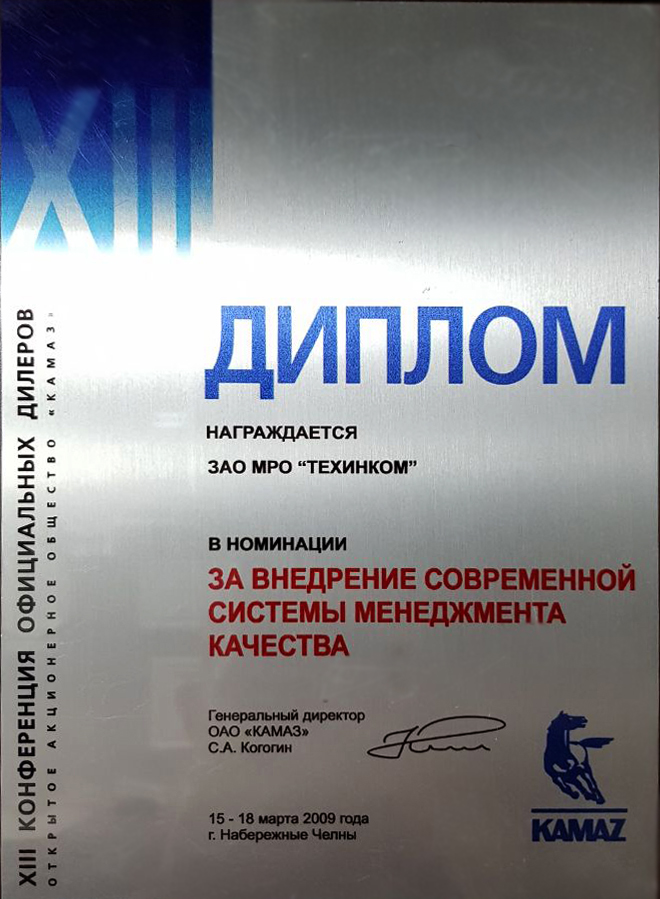 XIII
XIII КОНФЕРЕНЦИЯ ОФИЦИАЛЬНЫХ ДИЛЕРОВ
ОТКРЫТОЕ АКЦИОНЕРНОЕ ОБЩЕСТВО «КАМАЗ»
ДИПЛОМ
НАГРАЖДАЕТСЯ
ЗАО МРО “ТЕХИНКОМ”
В НОМИНАЦИИ
ЗА ВНЕДРЕНИЕ СОВРЕМЕННОЙ
СИСТЕМЫ МЕНЕДЖМЕНТА
КАЧЕСТВА
Генеральный директор
ОАО «КАМАЗ»
С.А. Когогин
15 - 18 марта 2009 года
г. Набережные Челны
KAMAZ